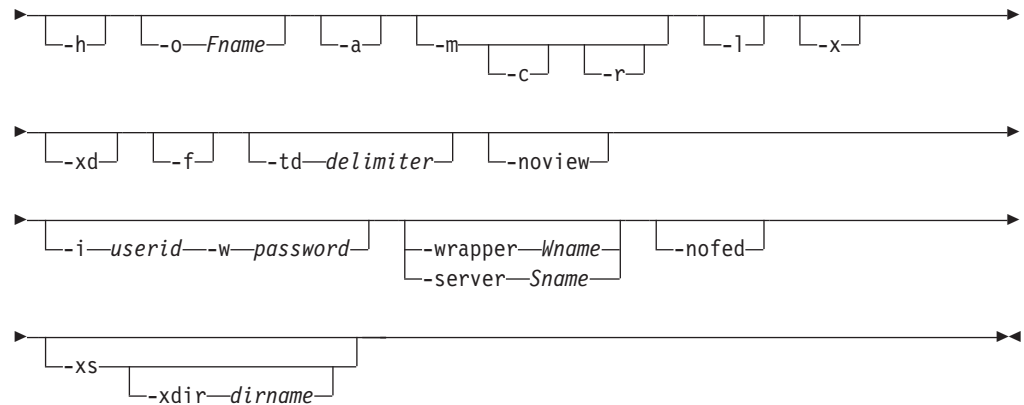 -h -o Fname -a -m -l -x
-c -r
-xd -f -td delimiter -noview
-i userid -w password -wrapper Wname -nofed
-server Sname
-xs
-xdir dirname